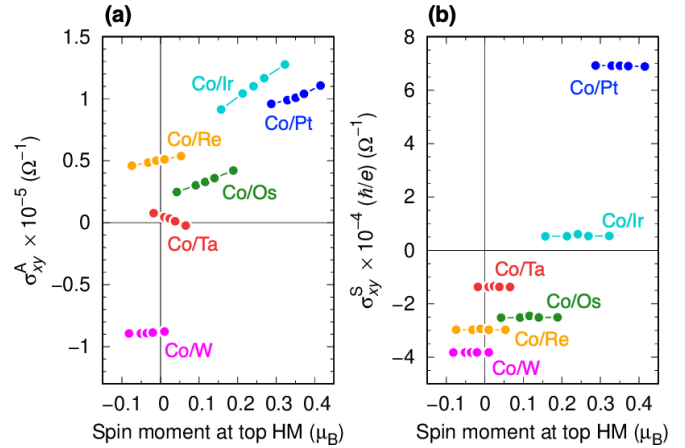 (a)
(b)
1.5
1
0.5
0
−0.5
−1
σ^A_xy × 10^−5 (Ω^−1)
Co/Ir
Co/Pt
Co/Re
Co/Os
Co/Ta
Co/W
−0.1 0 0.1 0.2 0.3 0.4
Spin moment at top HM (μ_B)
8
6
4
2
0
−2
−4
σ^S_xy × 10^−4 (ℏ/e) (Ω^−1)
Co/Pt
Co/Ir
Co/Ta
Co/Os
Co/Re
Co/W
−0.1 0 0.1 0.2 0.3 0.4
Spin moment at top HM (μ_B)